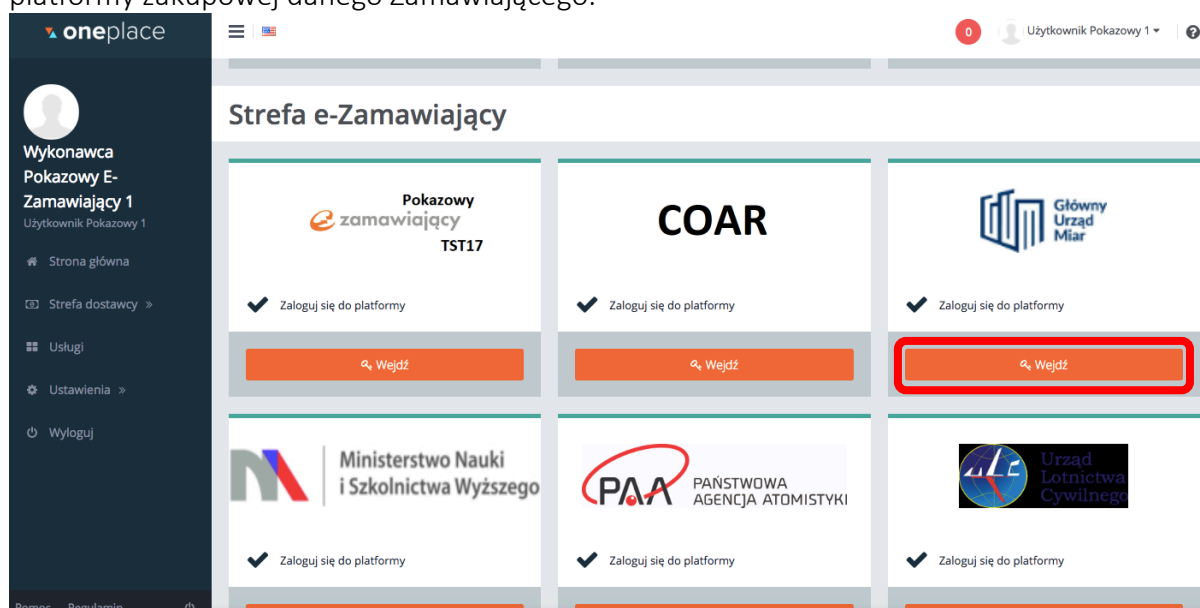 platformy zakupowej danego Zamawiającego.
oneplace
0
Użytkownik Pokazowy 1
Wykonawca
Pokazowy E-
Zamawiający 1
Użytkownik Pokazowy 1
Strona główna
Strefa dostawcy »
Usługi
Ustawienia »
Wyloguj
Pomoc Regulamin
Strefa e-Zamawiający
Pokazowy
e zamawiający
TST17
Zaloguj się do platformy
Wejdź
COAR
Zaloguj się do platformy
Wejdź
Główny
Urząd
Miar
Zaloguj się do platformy
Wejdź
Ministerstwo Nauki
i Szkolnictwa Wyższego
Zaloguj się do platformy
PAA
PAŃSTWOWA
AGENCJA ATOMISTYKI
Zaloguj się do platformy
ULC
Urząd
Lotnictwa
Cywilnego
Zaloguj się do platformy